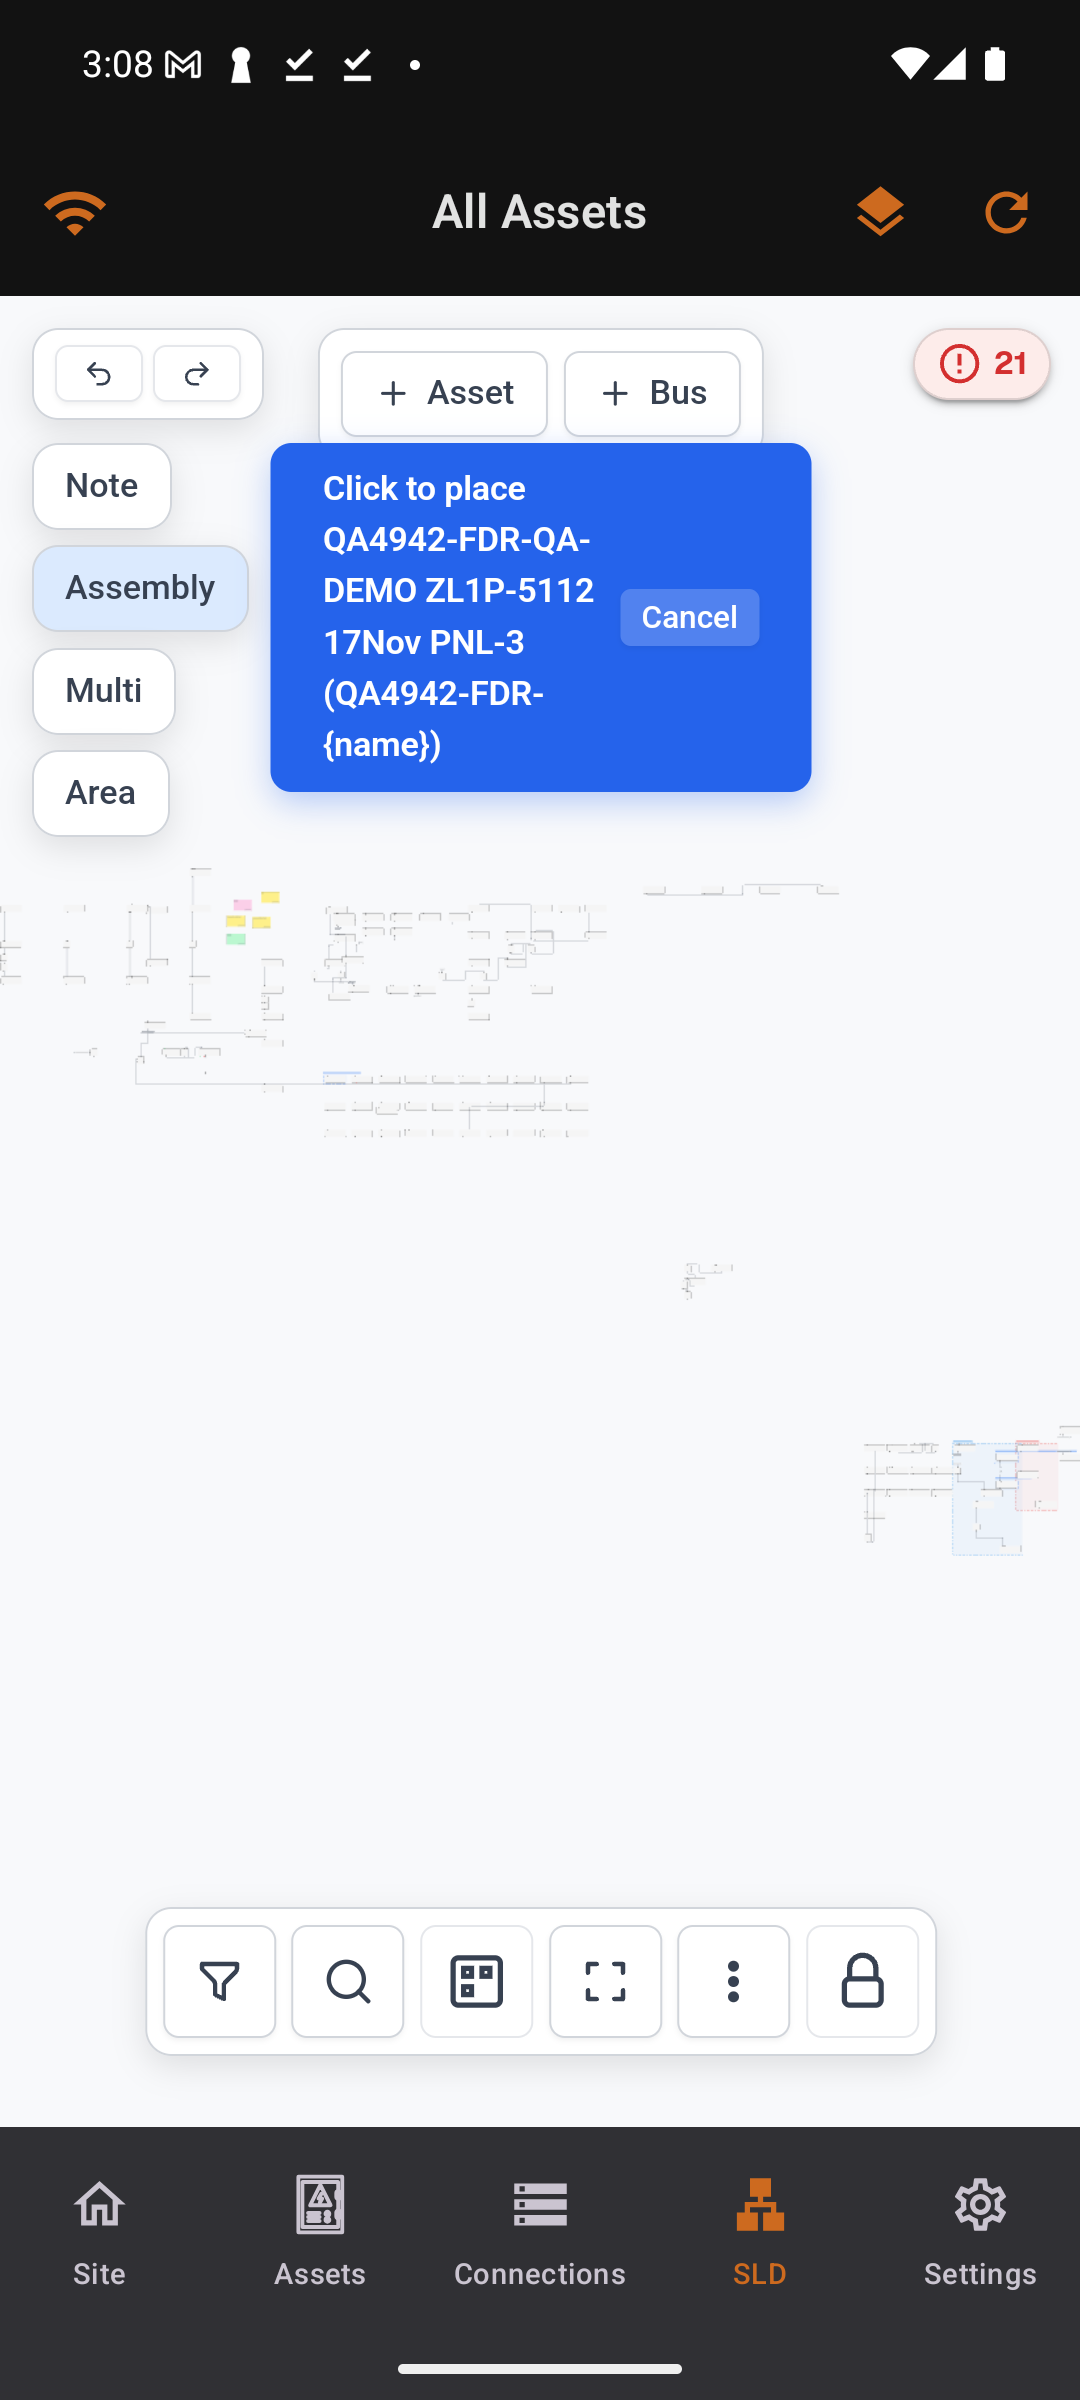 3:08
All Assets
Asset
Bus
21
Note
Assembly
Multi
Area
Click to place
QA4942-FDR-QA-
DEMO ZL1P-5112
17Nov PNL-3
(QA4942-FDR-
{name})
Cancel
Site
Assets
Connections
SLD
Settings